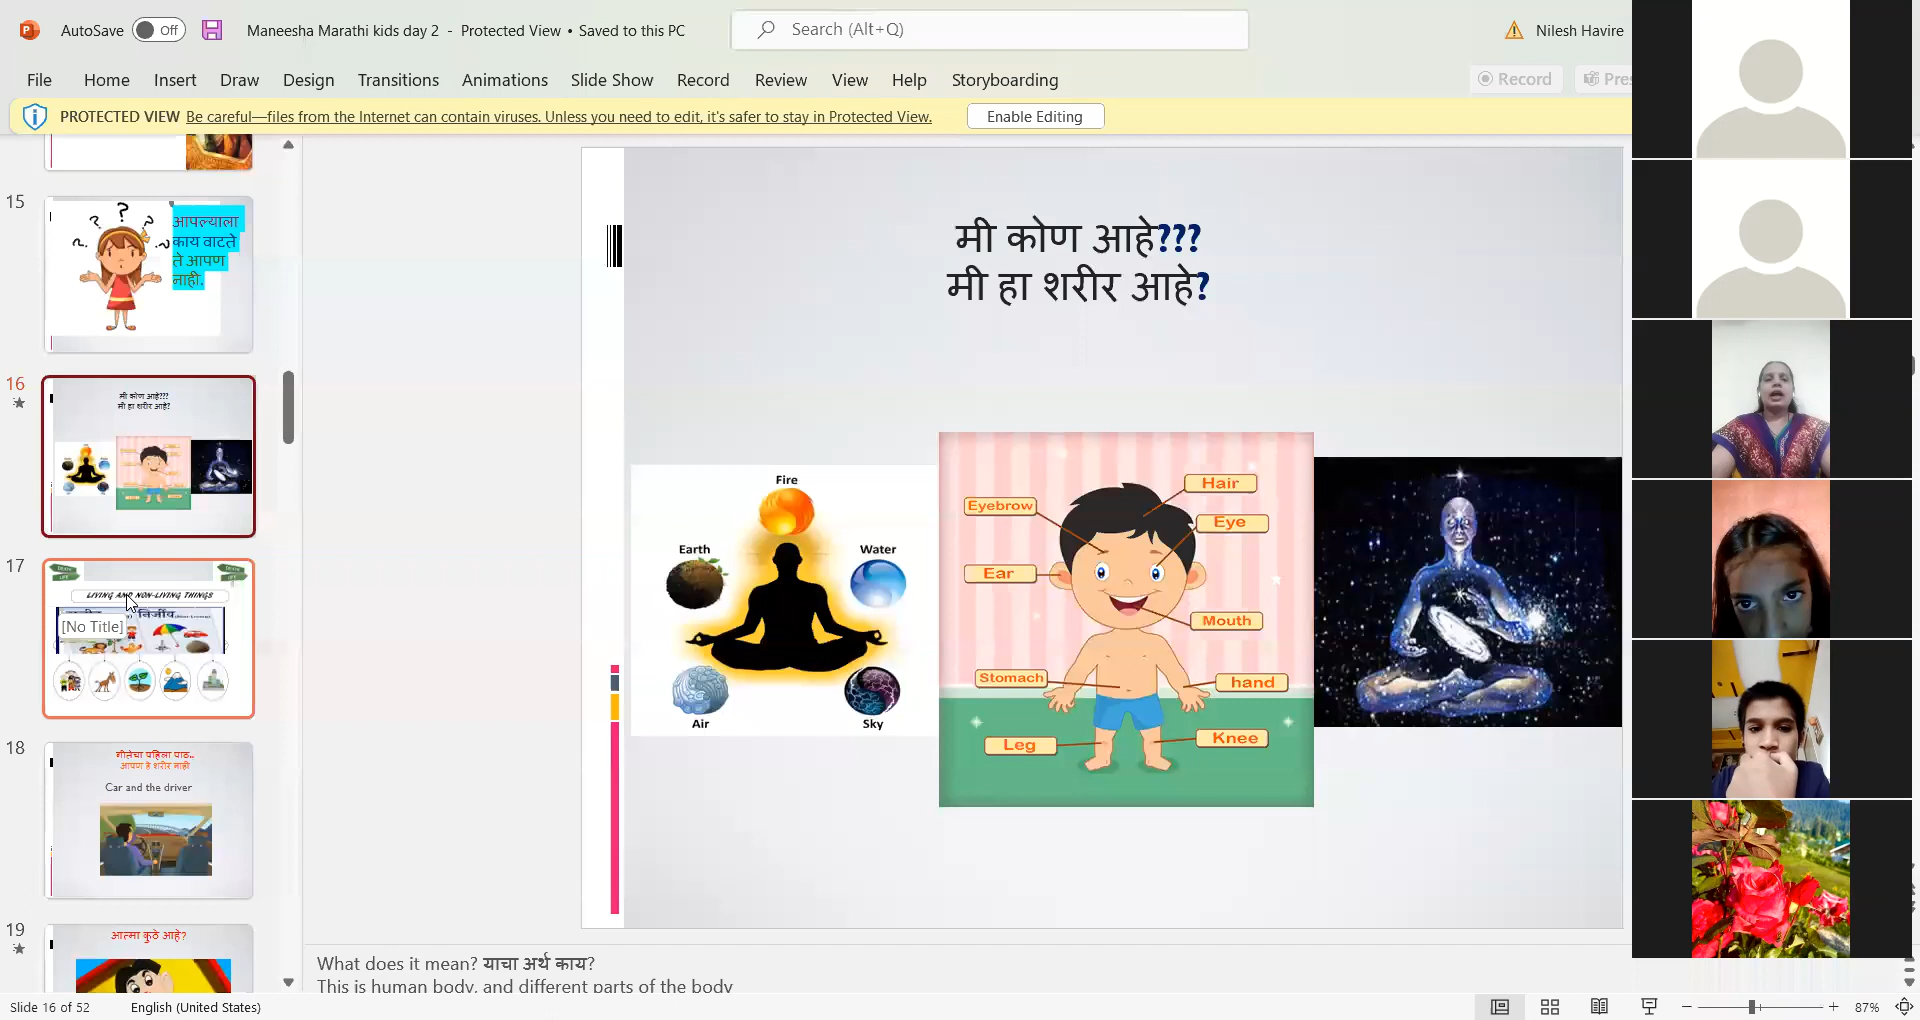 AutoSave Off Maneesha Marathi kids day 2 - Protected View • Saved to this PC
Search (Alt+Q)
Nilesh Havire
File Home Insert Draw Design Transitions Animations Slide Show Record Review View Help Storyboarding
Record
PROTECTED VIEW Be careful—files from the Internet can contain viruses. Unless you need to edit, it's safer to stay in Protected View. Enable Editing
15
आपल्याला
काय वाटते
ते आपण
नाही.
16
मी कोण आहे???
मी हा शरीर आहे?
17
LIVING AND NON-LIVING THINGS
निर्जीव
[No Title]
18
गीतेचा पहिला पाठ..
आपण हे शरीर नाही
Car and the driver
19
आत्मा कुठे आहे?
मी कोण आहे???
मी हा शरीर आहे?
Fire
Earth
Water
Air
Sky
Hair
Eyebrow
Eye
Ear
Mouth
Stomach
hand
Leg
Knee
What does it mean? याचा अर्थ काय?
This is human body, and different parts of the body
Slide 16 of 52 English (United States)
87%